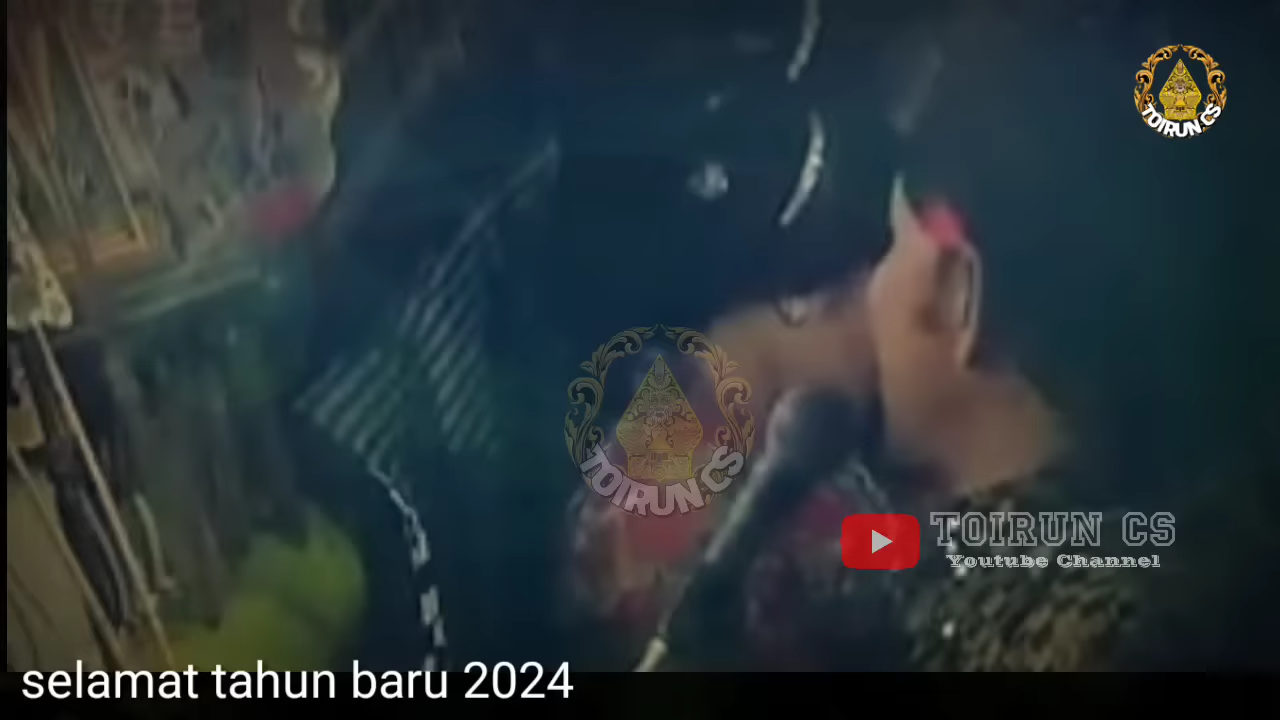 TOIRUN.CS
TOIRUN.CS
TOIRUN CS
Youtube Channel
selamat tahun baru 2024